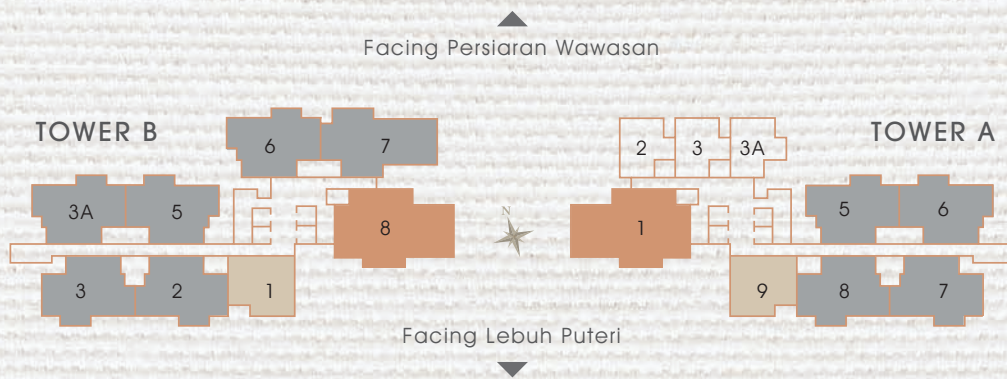 Facing Persiaran Wawasan
TOWER B
TOWER A
6
7
2
3
3A
3A
5
8
N
1
5
6
3
2
1
9
8
7
Facing Lebuh Puteri